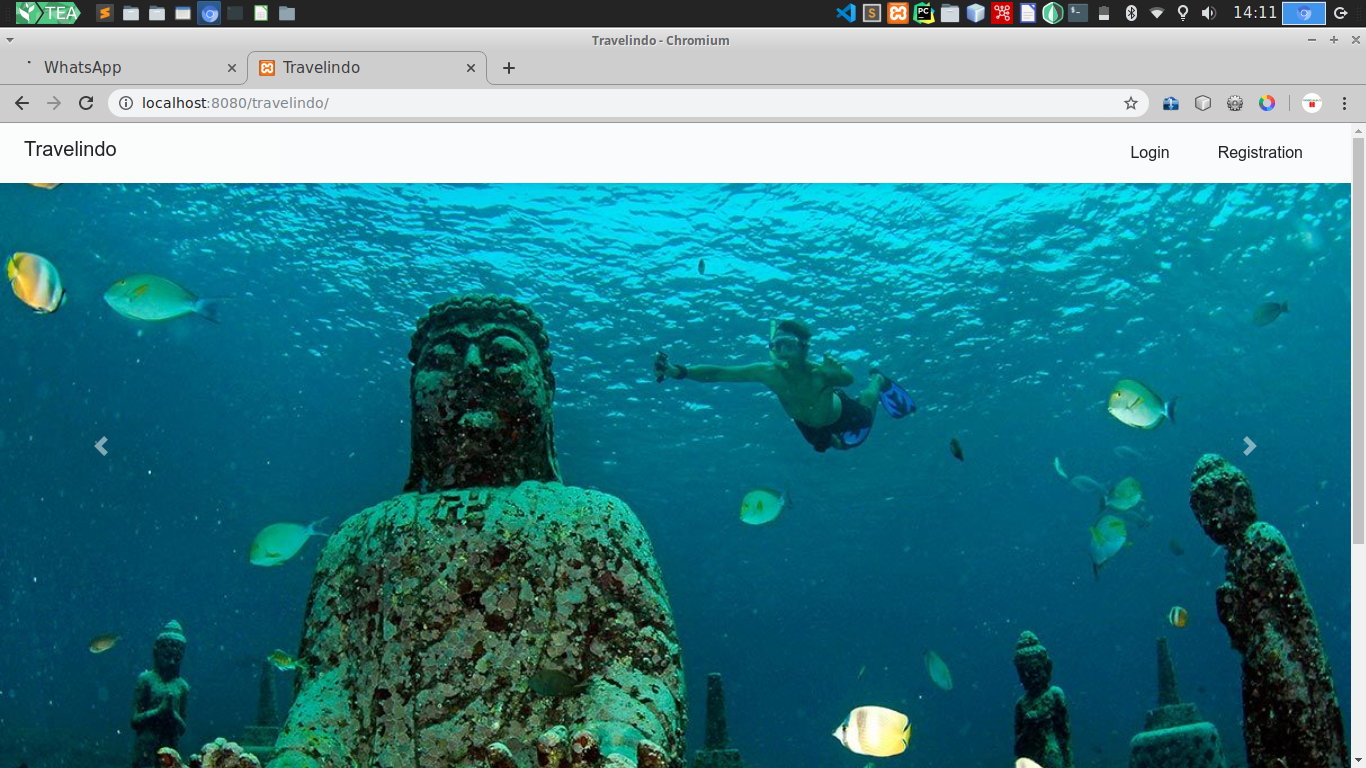 TEA
14:11
Travelindo - Chromium
WhatsApp
Travelindo
localhost:8080/travelindo/
Travelindo
Login
Registration